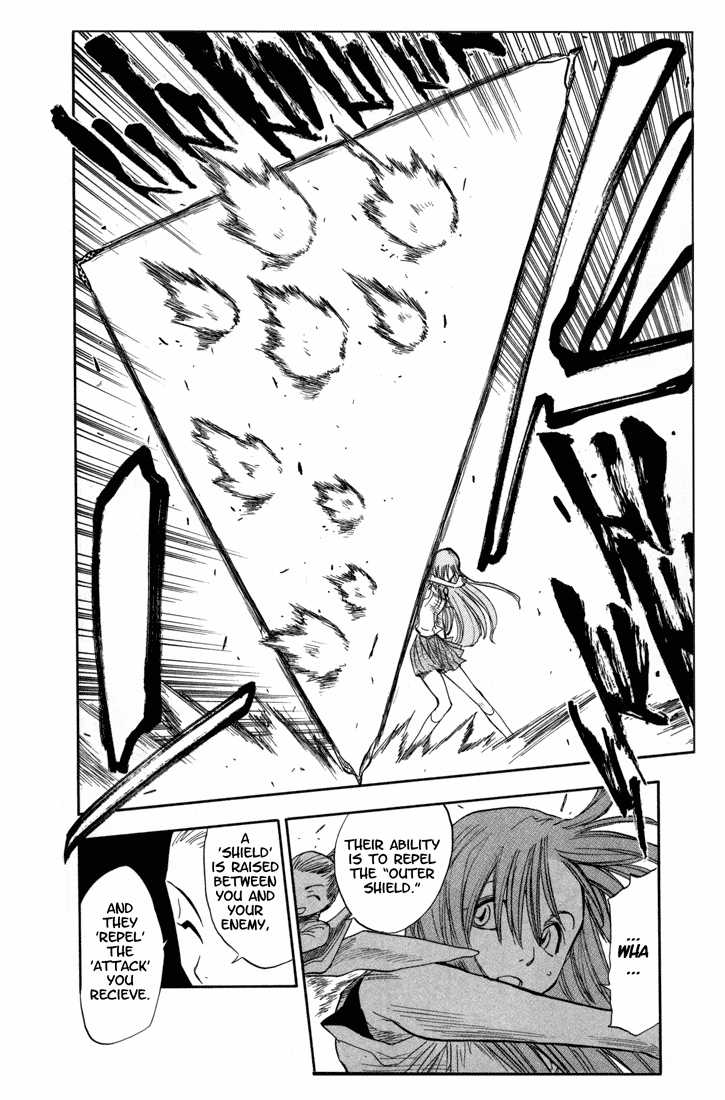 ...
WHA
...
THEIR ABILITY
IS TO REPEL
THE "OUTER
SHIELD."
A
'SHIELD'
IS RAISED
BETWEEN
YOU AND
YOUR
ENEMY,
AND
THEY
'REPEL'
THE
'ATTACK'
YOU
RECIEVE.